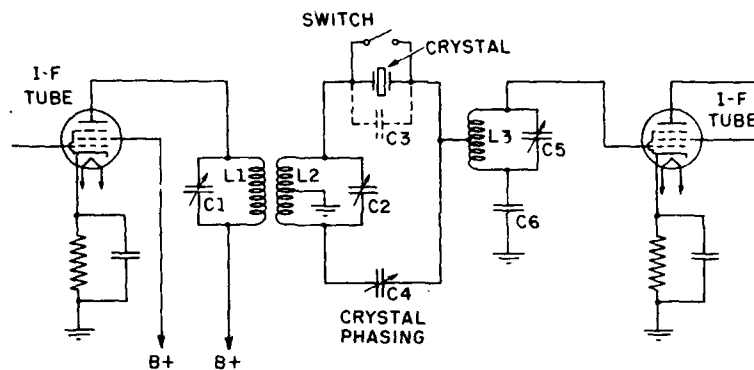 SWITCH
CRYSTAL
I-F
TUBE
C3
L1
L2
C1
C2
L3
C5
C6
I-F
TUBE
C4
CRYSTAL
PHASING
B+
B+